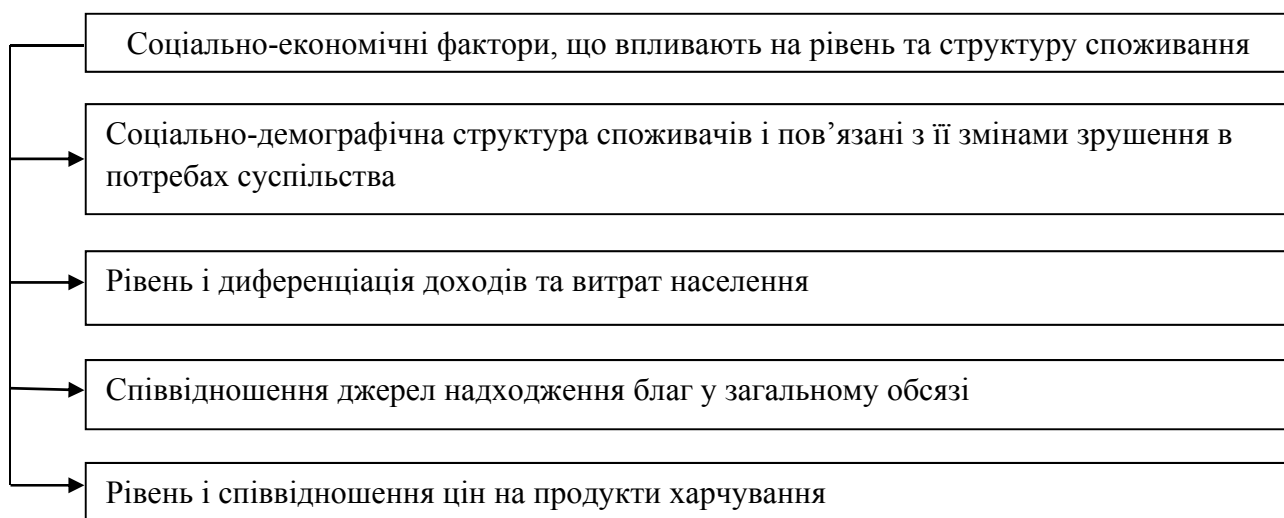 Соціально-економічні фактори, що впливають на рівень та структуру споживання
Соціально-демографічна структура споживачів і пов’язані з її змінами зрушення в
потребах суспільства
Рівень і диференціація доходів та витрат населення
Співвідношення джерел надходження благ у загальному обсязі
Рівень і співвідношення цін на продукти харчування